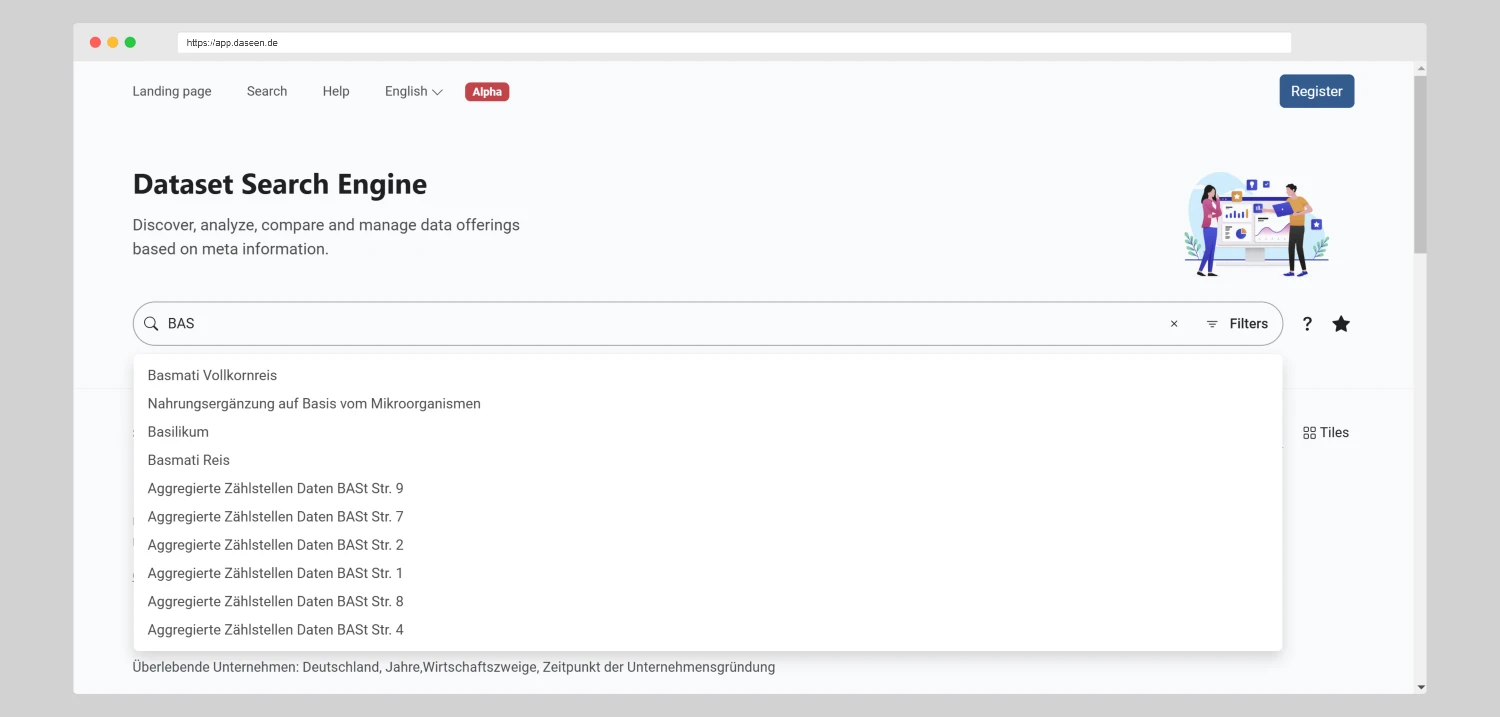 https://app.daseen.de
Landing page Search Help English Alpha Register
Dataset Search Engine
Discover, analyze, compare and manage data offerings
based on meta information.
BAS × Filters ?
Basmati Vollkornreis
Nahrungsergänzung auf Basis vom Mikroorganismen
Basilikum
Basmati Reis
Tiles
Aggregierte Zählstellen Daten BASt Str. 9
Aggregierte Zählstellen Daten BASt Str. 7
Aggregierte Zählstellen Daten BASt Str. 2
Aggregierte Zählstellen Daten BASt Str. 1
Aggregierte Zählstellen Daten BASt Str. 8
Aggregierte Zählstellen Daten BASt Str. 4
Überlebende Unternehmen: Deutschland, Jahre,Wirtschaftszweige, Zeitpunkt der Unternehmensgründung